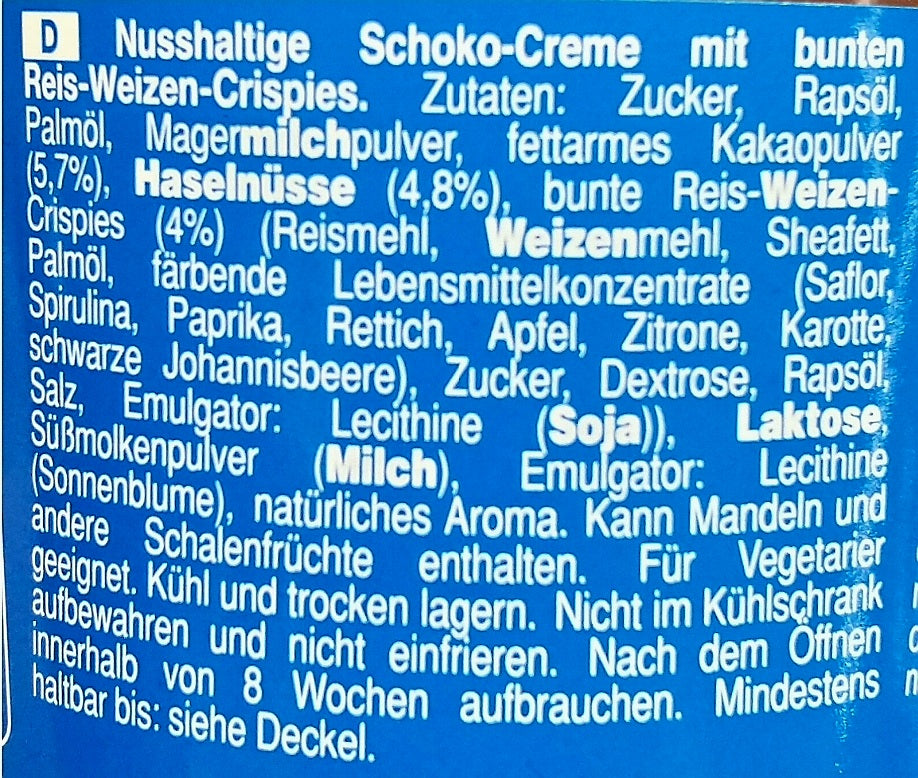 D Nusshaltige Schoko-Creme mit bunten
Reis-Weizen-Crispies. Zutaten: Zucker, Rapsöl,
Palmöl, Magermilchpulver, fettarmes Kakaopulver
(5,7%), Haselnüsse (4,8%), bunte Reis-Weizen-
Crispies (4%) (Reismehl, Weizenmehl, Sheafett,
Palmöl, färbende Lebensmittelkonzentrate (Saflor,
Spirulina, Paprika, Rettich, Apfel, Zitrone, Karotte,
schwarze Johannisbeere), Zucker, Dextrose, Rapsöl,
Salz, Emulgator: Lecithine (Soja)), Laktose,
Süßmolkenpulver (Milch), Emulgator: Lecithine
(Sonnenblume), natürliches Aroma. Kann Mandeln und
andere Schalenfrüchte enthalten. Für Vegetarier
geeignet. Kühl und trocken lagern. Nicht im Kühlschrank
aufbewahren und nicht einfrieren. Nach dem Öffnen
innerhalb von 8 Wochen aufbrauchen. Mindestens
haltbar bis: siehe Deckel.